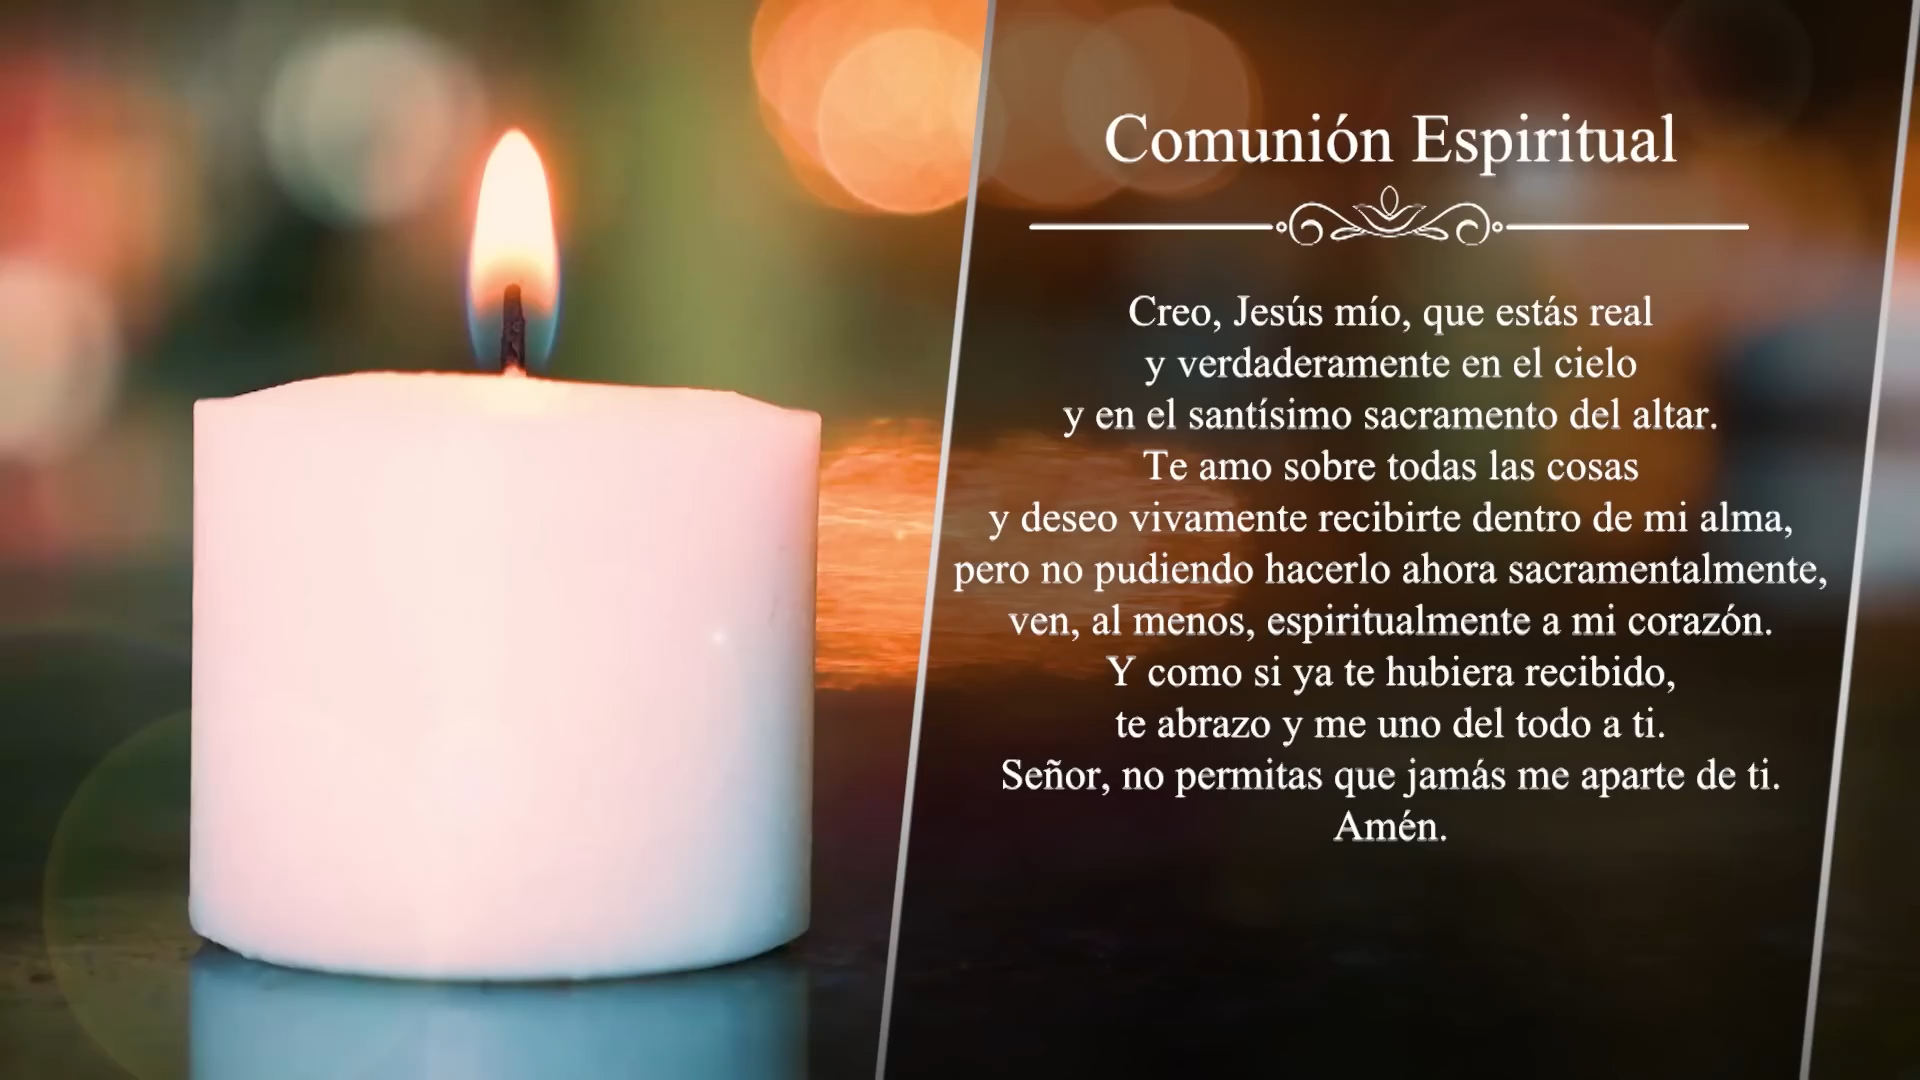 Comunión Espiritual
Creo, Jesús mío, que estás real
y verdaderamente en el cielo
y en el santísimo sacramento del altar.
Te amo sobre todas las cosas
y deseo vivamente recibirte dentro de mi alma,
pero no pudiendo hacerlo ahora sacramentalmente,
ven, al menos, espiritualmente a mi corazón.
Y como si ya te hubiera recibido,
te abrazo y me uno del todo a ti.
Señor, no permitas que jamás me aparte de ti.
Amén.